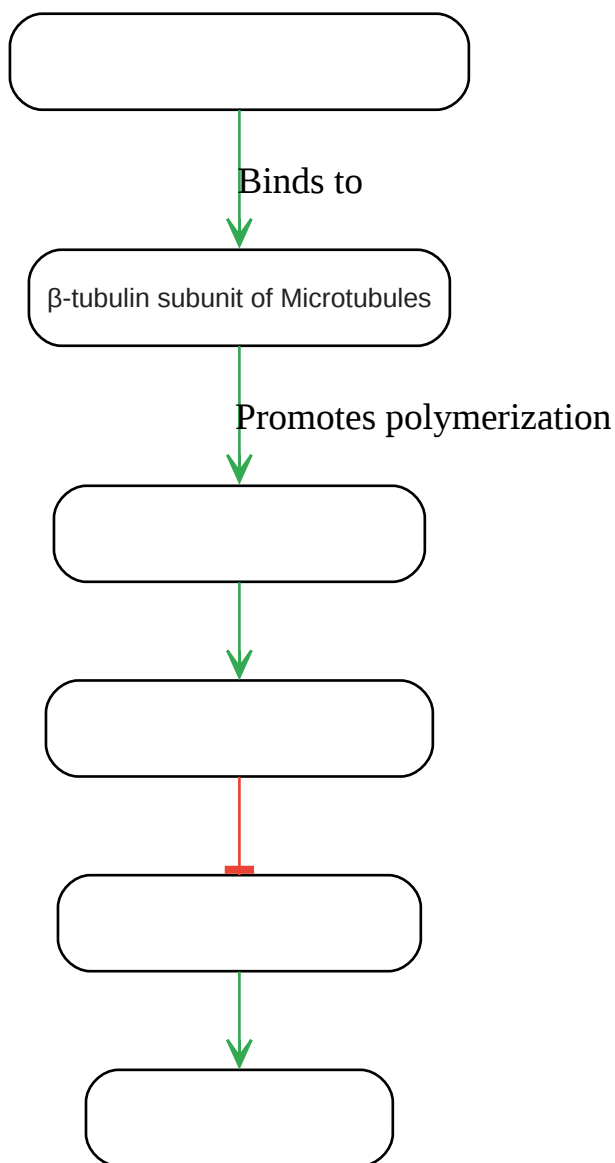 Binds to
β-tubulin subunit of Microtubules
Promotes polymerization